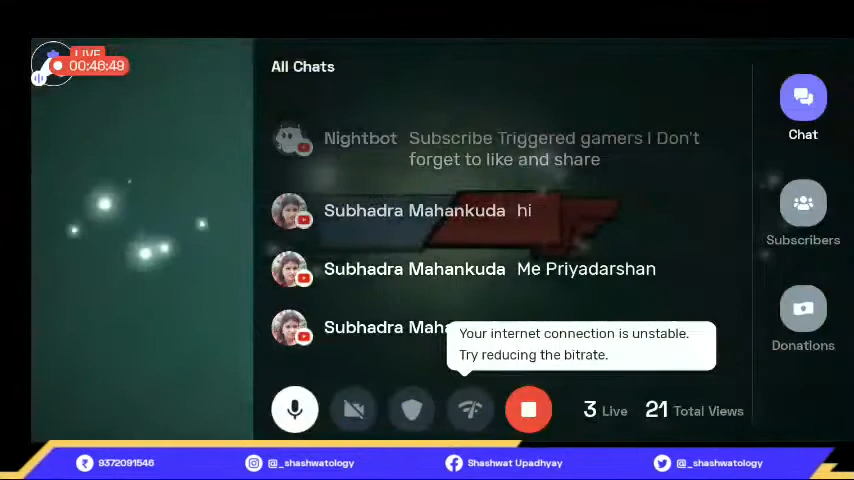 LIVE
00:46:49
All Chats
Nightbot Subscribe Triggered gamers I Don't
forget to like and share
Subhadra Mahankuda hi
Subhadra Mahankuda Me Priyadarshan
Subhadra Maha
Your internet connection is unstable.
Try reducing the bitrate.
3 Live 21 Total Views
Chat
Subscribers
Donations
9372091546 @_shashwatology Shashwat Upadhyay @_shashwatology